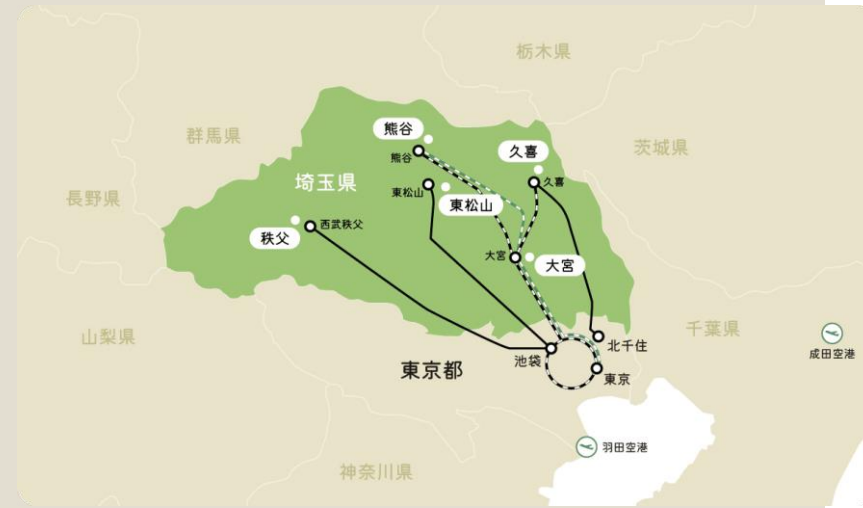 栃木県
熊谷
群馬県
久喜
茨城県
熊谷
埼玉県
久喜
長野県
東松山
東松山
西武秩父
秩父
大宮
大宮
千葉県
山梨県
北千住
成田空港
池袋
東京都
東京
羽田空港
神奈川県